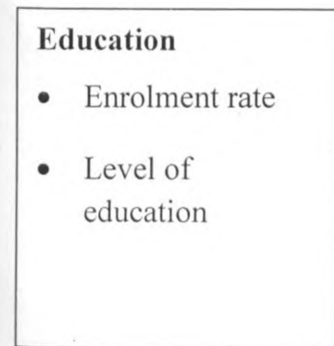 Education
• Enrolment rate
• Level of
education